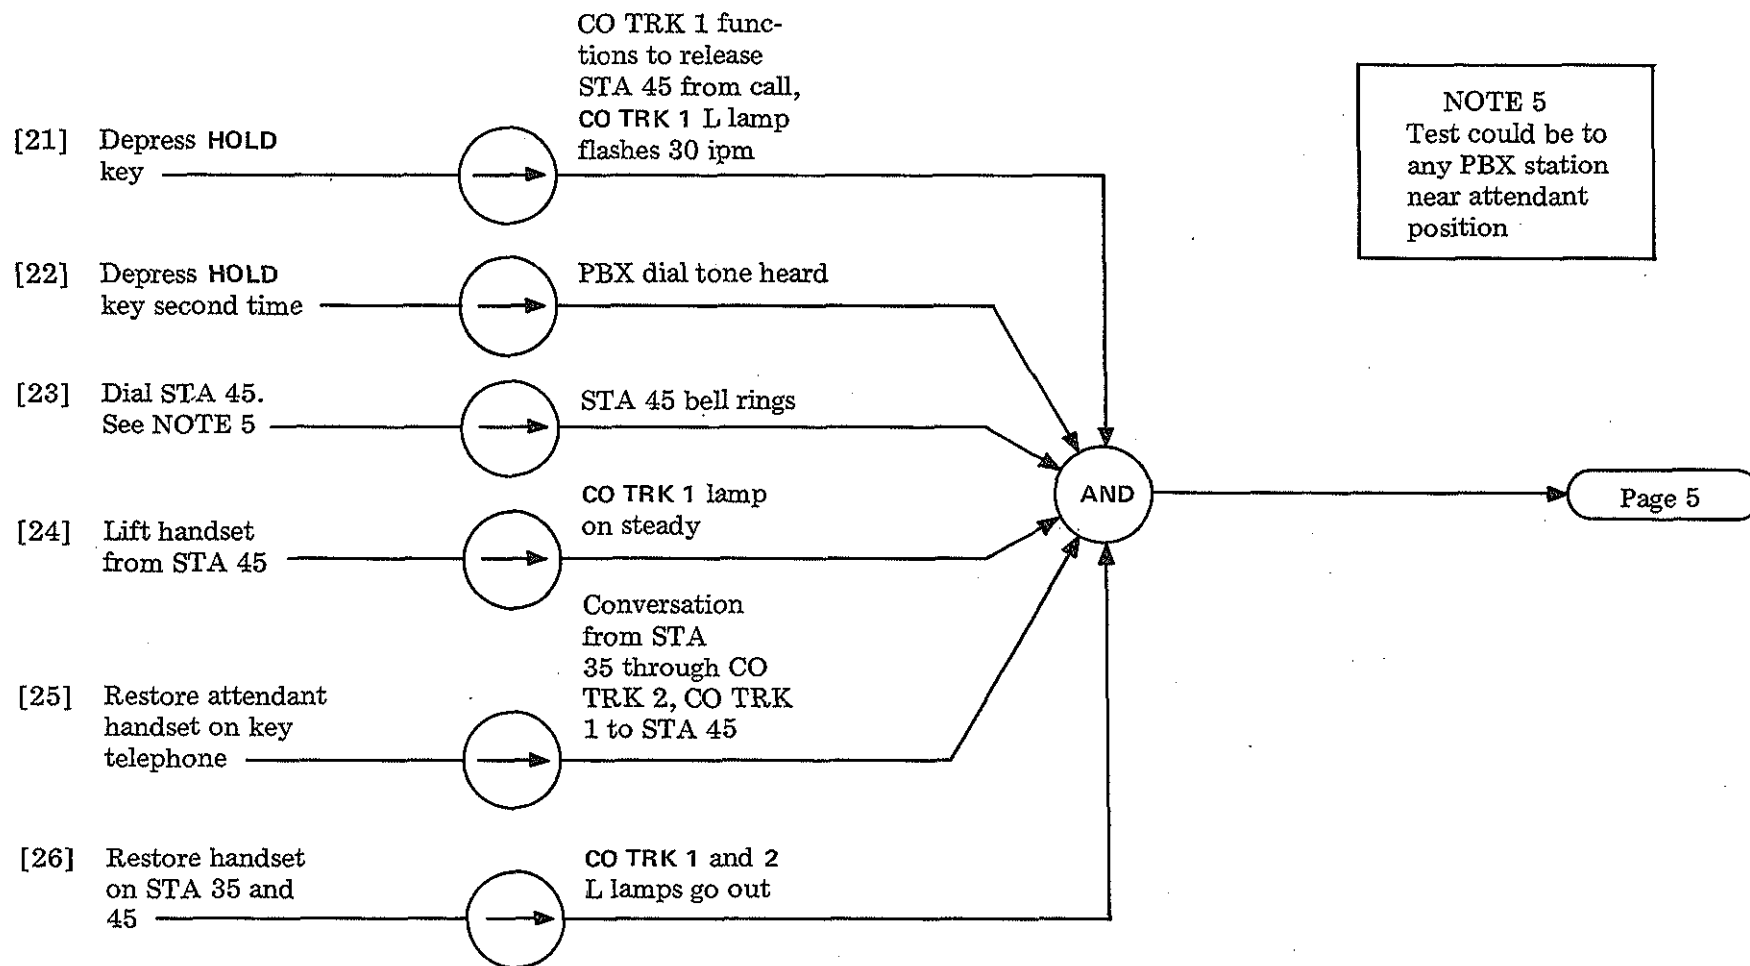 CO TRK 1 func-
tions to release
STA 45 from call,
CO TRK 1 L lamp
flashes 30 ipm
[21] Depress HOLD
key
NOTE 5
Test could be to
any PBX station
near attendant
position
[22] Depress HOLD
key second time
PBX dial tone heard
[23] Dial STA 45.
See NOTE 5
STA 45 bell rings
[24] Lift handset
from STA 45
CO TRK 1 lamp
on steady
AND
Page 5
[25] Restore attendant
handset on key
telephone
Conversation
from STA
35 through CO
TRK 2, CO TRK
1 to STA 45
[26] Restore handset
on STA 35 and
45
CO TRK 1 and 2
L lamps go out